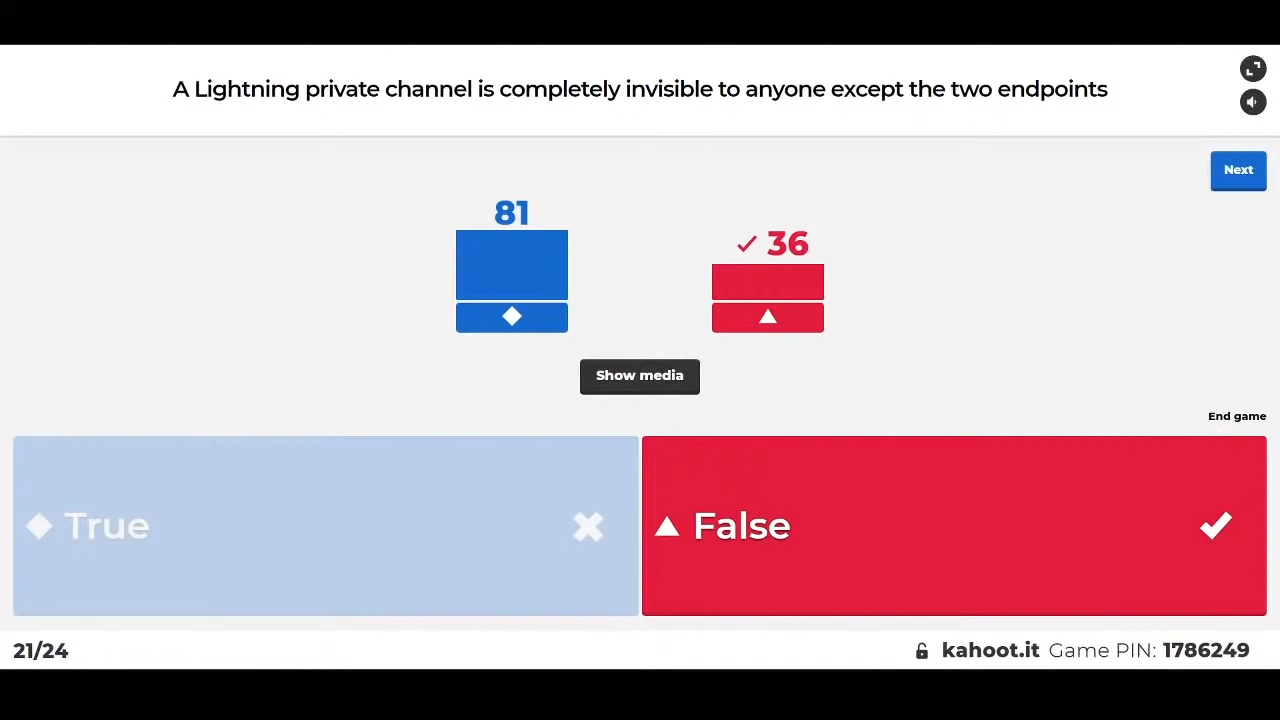 A Lightning private channel is completely invisible to anyone except the two endpoints
Next
81
36
Show media
End game
True
False
21/24
kahoot.it Game PIN: 1786249